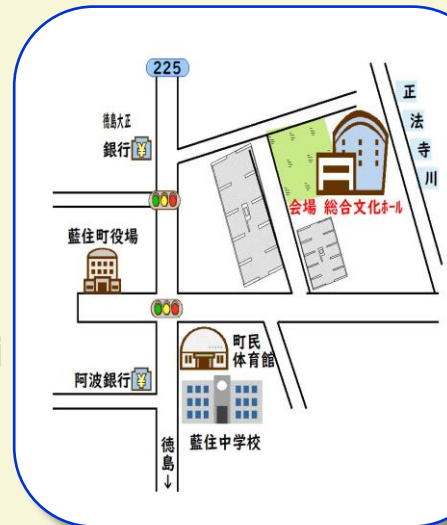 225
徳島大正
銀行
正法寺川
会場 総合文化ホール
藍住町役場
町民
体育館
阿波銀行
藍住中学校
徳島↓